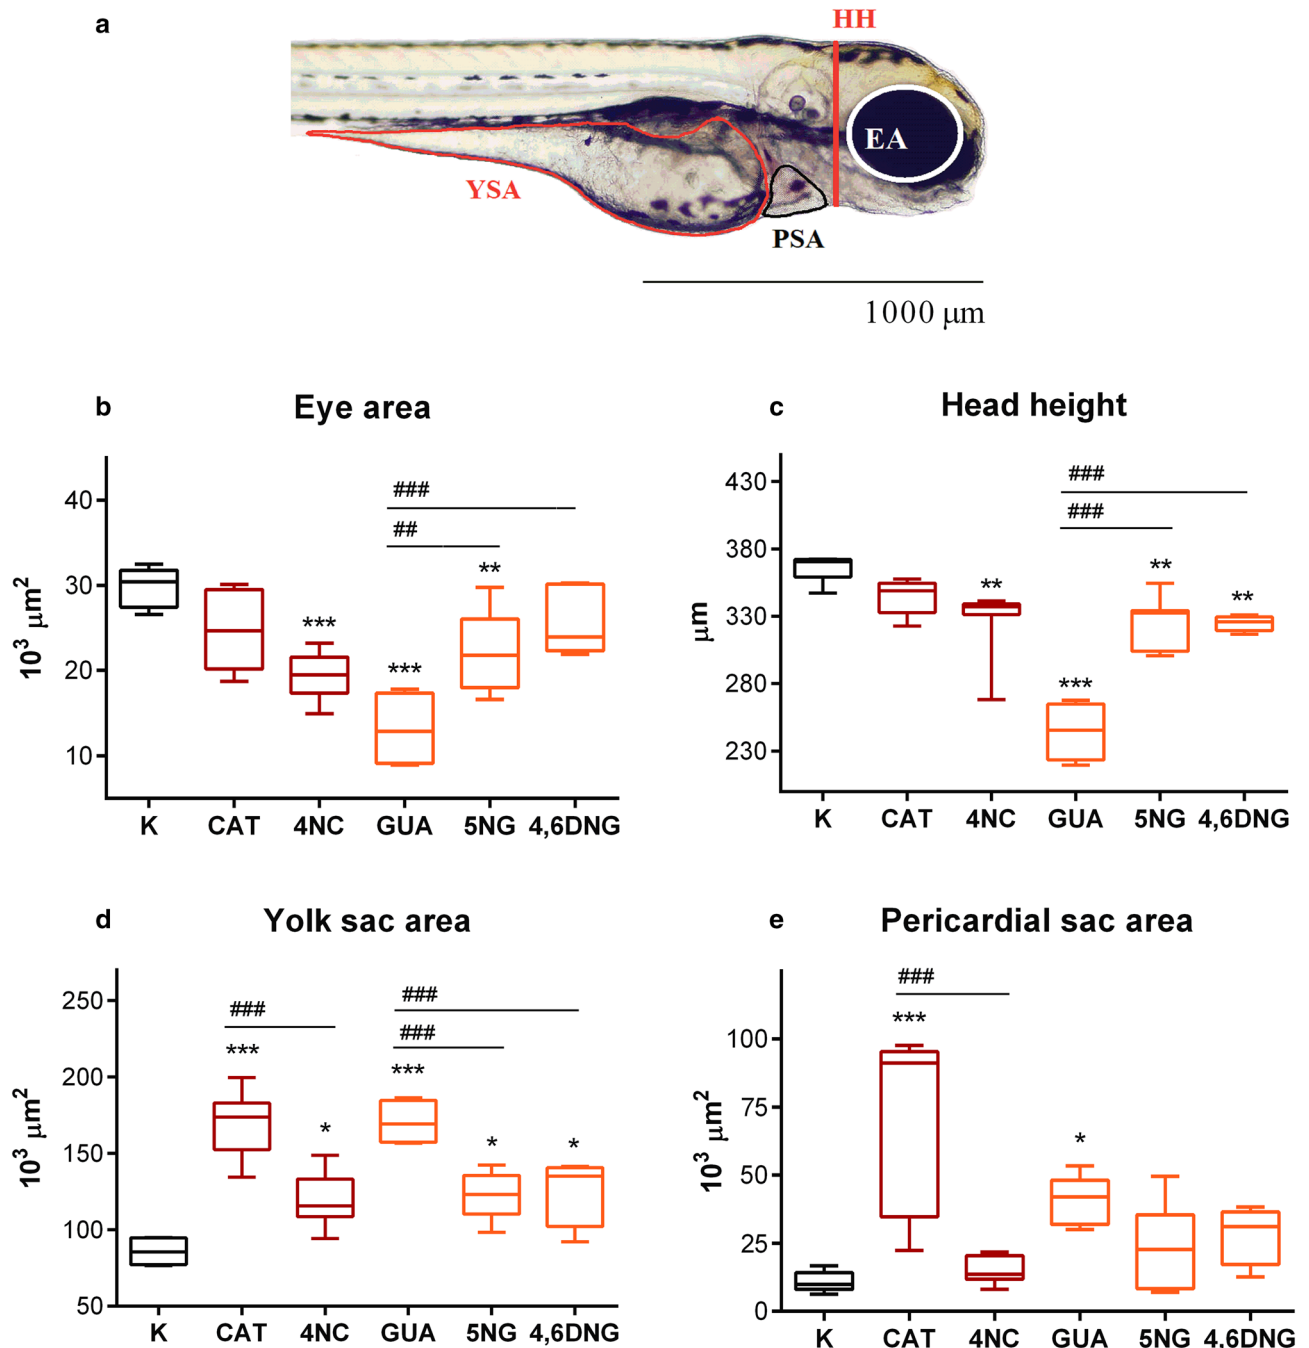 a
HH
EA
YSA
PSA
1000 μm
b
Eye area
10³ μm²
40
30
20
10
###
##
***
***
**
K CAT 4NC GUA 5NG 4,6DNG
c
Head height
μm
430
380
330
280
230
###
###
**
***
**
**
K CAT 4NC GUA 5NG 4,6DNG
d
Yolk sac area
10³ μm²
250
200
150
100
50
###
###
###
***
*
***
*
*
K CAT 4NC GUA 5NG 4,6DNG
e
Pericardial sac area
10³ μm²
100
75
50
25
0
###
***
*
K CAT 4NC GUA 5NG 4,6DNG